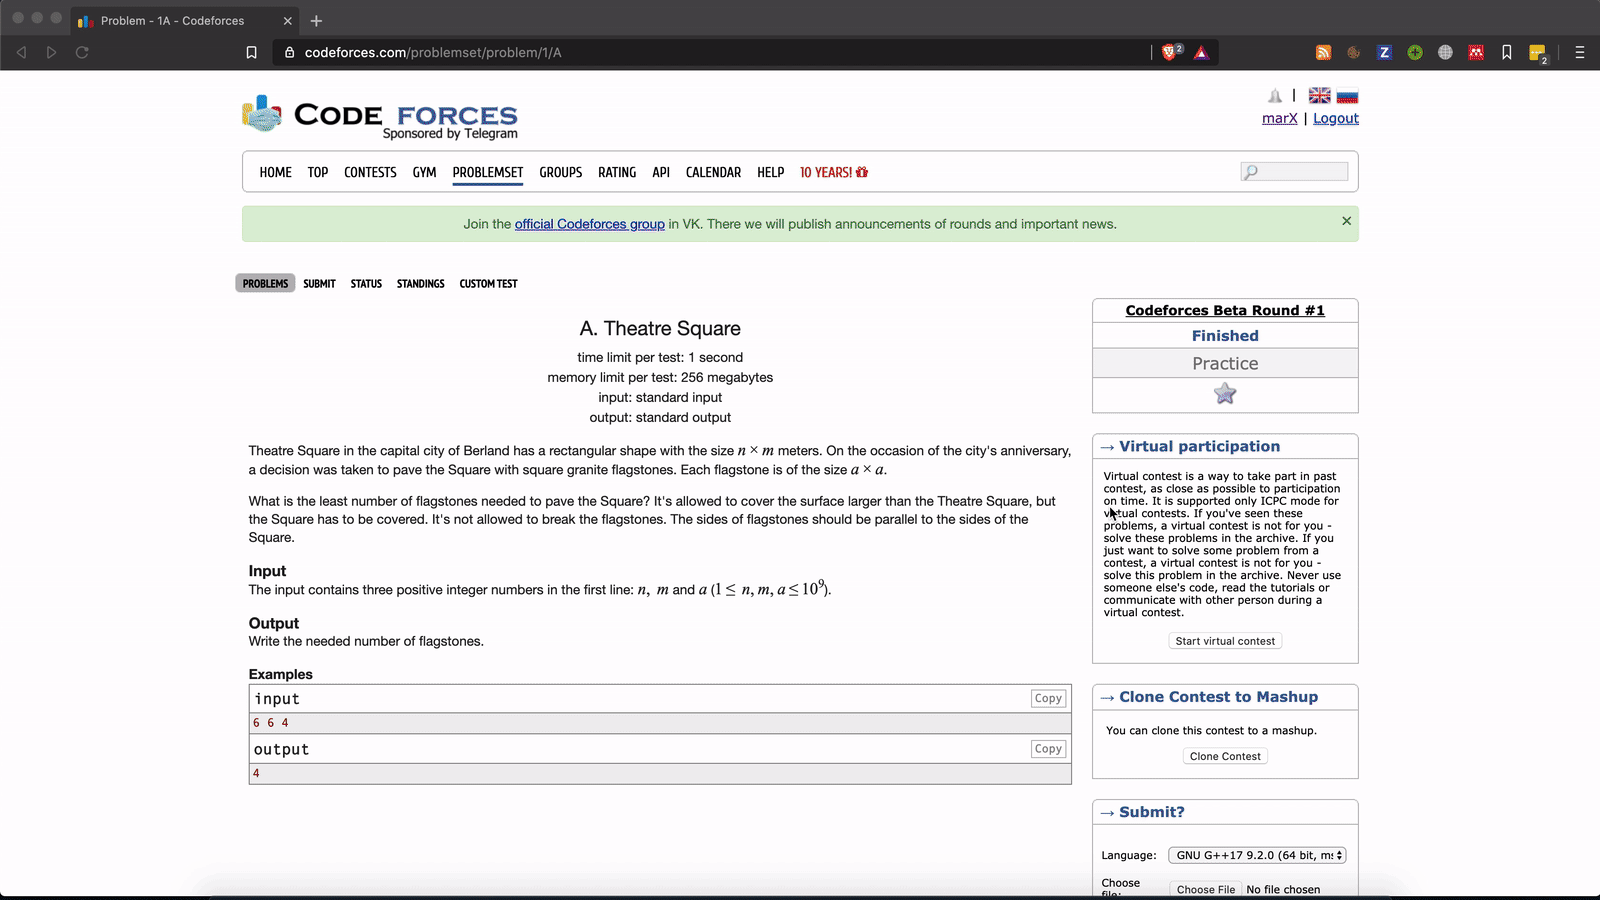 Problem - 1A - Codeforces
codeforces.com/problemset/problem/1/A
2
Z
2
CODE FORCES
Sponsored by Telegram
|
marX | Logout
HOME TOP CONTESTS GYM PROBLEMSET GROUPS RATING API CALENDAR HELP 10 YEARS!
Join the official Codeforces group in VK. There we will publish announcements of rounds and important news.
PROBLEMS SUBMIT STATUS STANDINGS CUSTOM TEST
A. Theatre Square
time limit per test: 1 second
memory limit per test: 256 megabytes
input: standard input
output: standard output
Theatre Square in the capital city of Berland has a rectangular shape with the size n × m meters. On the occasion of the city's anniversary,
a decision was taken to pave the Square with square granite flagstones. Each flagstone is of the size a × a.
What is the least number of flagstones needed to pave the Square? It's allowed to cover the surface larger than the Theatre Square, but
the Square has to be covered. It's not allowed to break the flagstones. The sides of flagstones should be parallel to the sides of the
Square.
Input
The input contains three positive integer numbers in the first line: n, m and a (1 ≤ n, m, a ≤ 10⁹).
Output
Write the needed number of flagstones.
Examples
input Copy
6 6 4
output Copy
4
Codeforces Beta Round #1
Finished
Practice
→ Virtual participation
Virtual contest is a way to take part in past
contest, as close as possible to participation
on time. It is supported only ICPC mode for
virtual contests. If you've seen these
problems, a virtual contest is not for you -
solve these problems in the archive. If you
just want to solve some problem from a
contest, a virtual contest is not for you -
solve this problem in the archive. Never use
someone else's code, read the tutorials or
communicate with other person during a
virtual contest.
Start virtual contest
→ Clone Contest to Mashup
You can clone this contest to a mashup.
Clone Contest
→ Submit?
Language: GNU G++17 9.2.0 (64 bit, ms
Choose
file: Choose File No file chosen